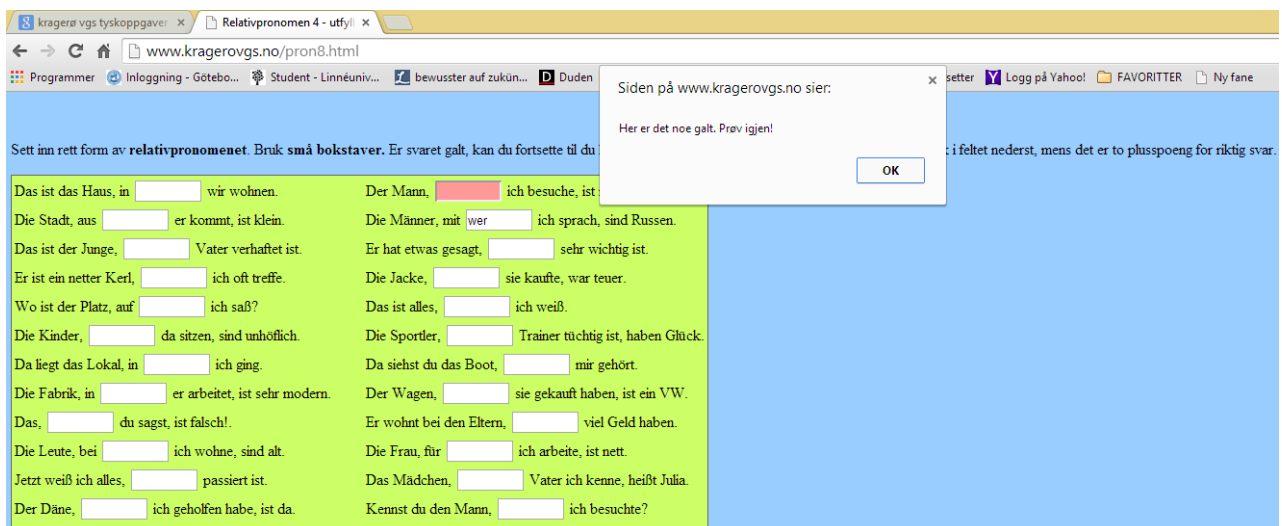 kragerø vgs tyskoppgaver
Relativpronomen 4 - utfyll
www.kragerovgs.no/pron8.html
Programmer Inloggning - Götebo... Student - Linnéuniv... bewusster auf zukün... Duden setter Logg på Yahoo! FAVORITTER Ny fane
Siden på www.kragerovgs.no sier:
Her er det noe galt. Prøv igjen!
OK
Sett inn rett form av relativpronomenet. Bruk små bokstaver. Er svaret galt, kan du fortsette til du i feltet nederst, mens det er to plusspoeng for riktig svar.
Das ist das Haus, in wir wohnen. Der Mann, ich besuche, ist
Die Stadt, aus er kommt, ist klein. Die Männer, mit wer ich sprach, sind Russen.
Das ist der Junge, Vater verhaftet ist. Er hat etwas gesagt, sehr wichtig ist.
Er ist ein netter Kerl, ich oft treffe. Die Jacke, sie kaufte, war teuer.
Wo ist der Platz, auf ich saß? Das ist alles, ich weiß.
Die Kinder, da sitzen, sind unhöflich. Die Sportler, Trainer tüchtig ist, haben Glück.
Da liegt das Lokal, in ich ging. Da siehst du das Boot, mir gehört.
Die Fabrik, in er arbeitet, ist sehr modern. Der Wagen, sie gekauft haben, ist ein VW.
Das, du sagst, ist falsch!. Er wohnt bei den Eltern, viel Geld haben.
Die Leute, bei ich wohne, sind alt. Die Frau, für ich arbeite, ist nett.
Jetzt weiß ich alles, passiert ist. Das Mädchen, Vater ich kenne, heißt Julia.
Der Däne, ich geholfen habe, ist da. Kennst du den Mann, ich besuchte?